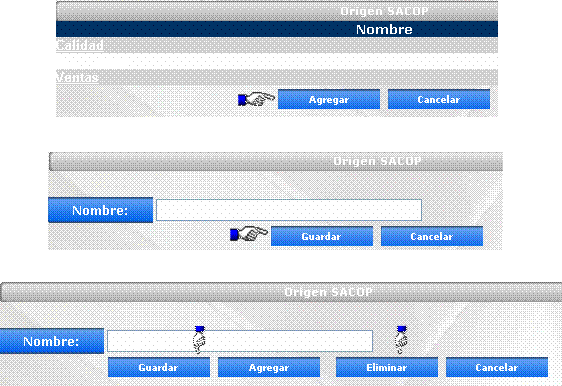 Origen SACOP
Nombre
Calidad
Ventas
Agregar Cancelar
Origen SACOP
Nombre:
Guardar Cancelar
Origen SACOP
Nombre:
Guardar Agregar Eliminar Cancelar